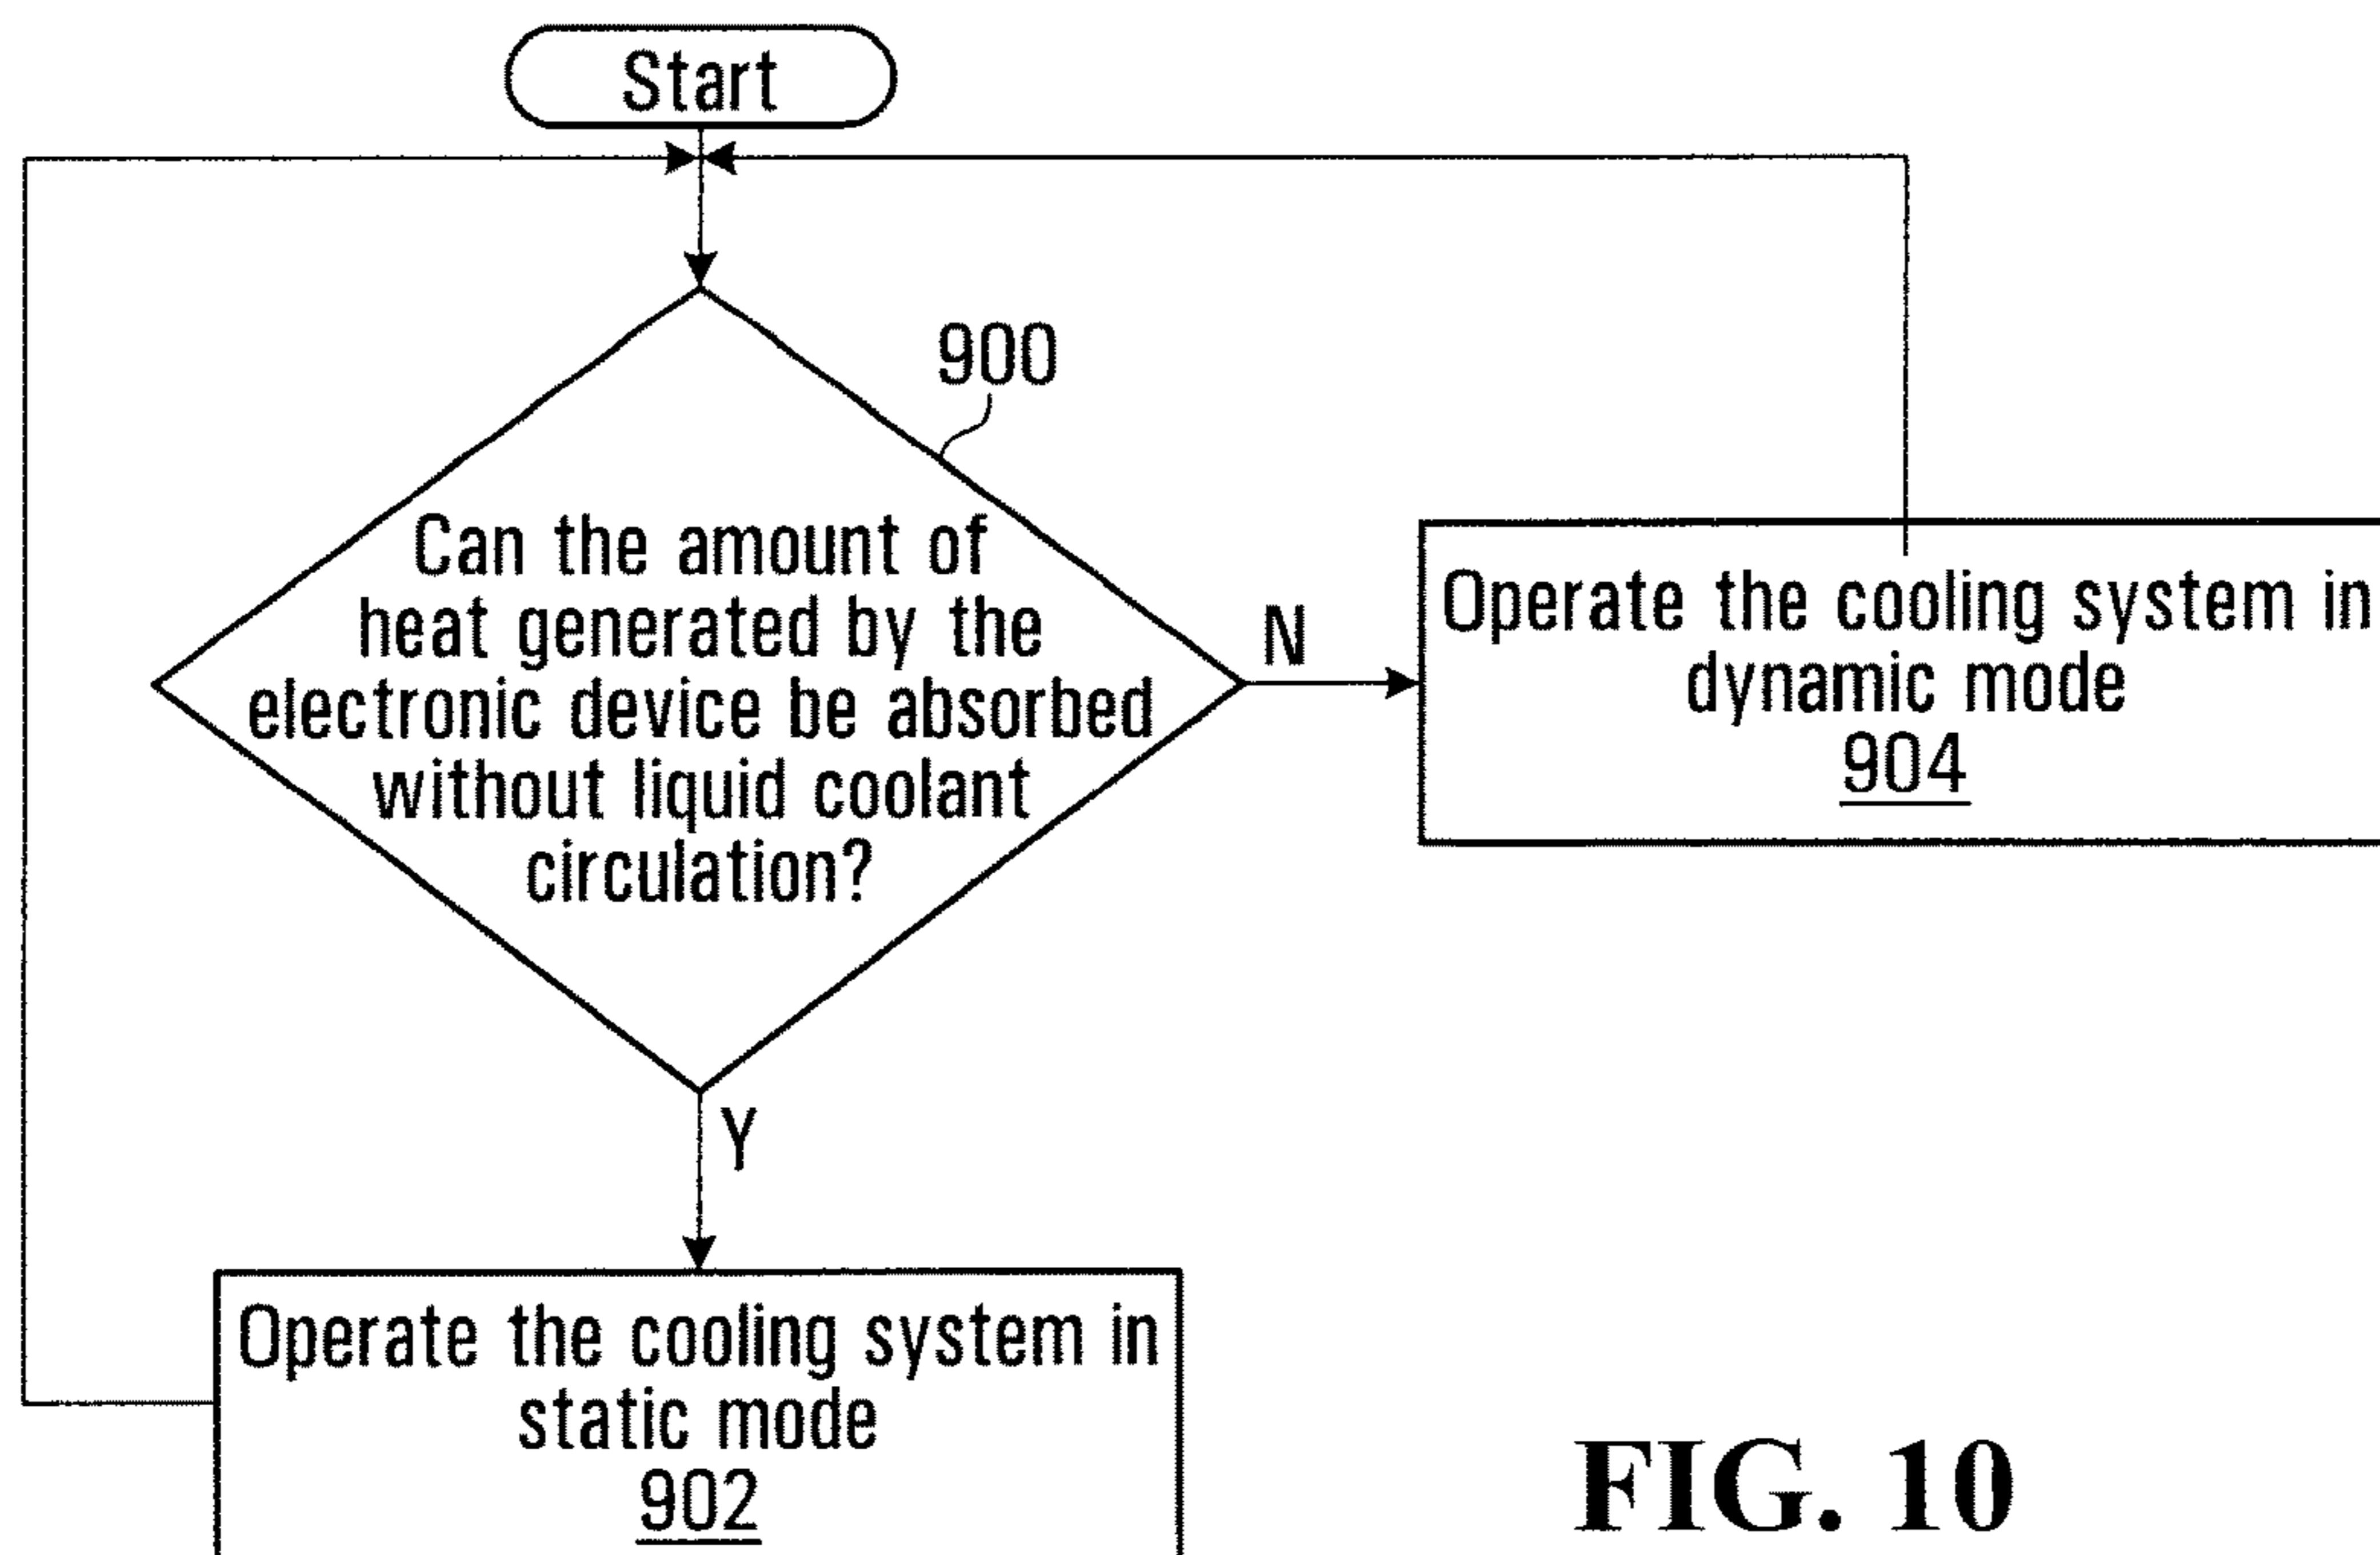 Start
900
Can the amount of
heat generated by the
electronic device be absorbed
without liquid coolant
circulation?
N
Operate the cooling system in
dynamic mode
904
Y
Operate the cooling system in
static mode
902
FIG. 10